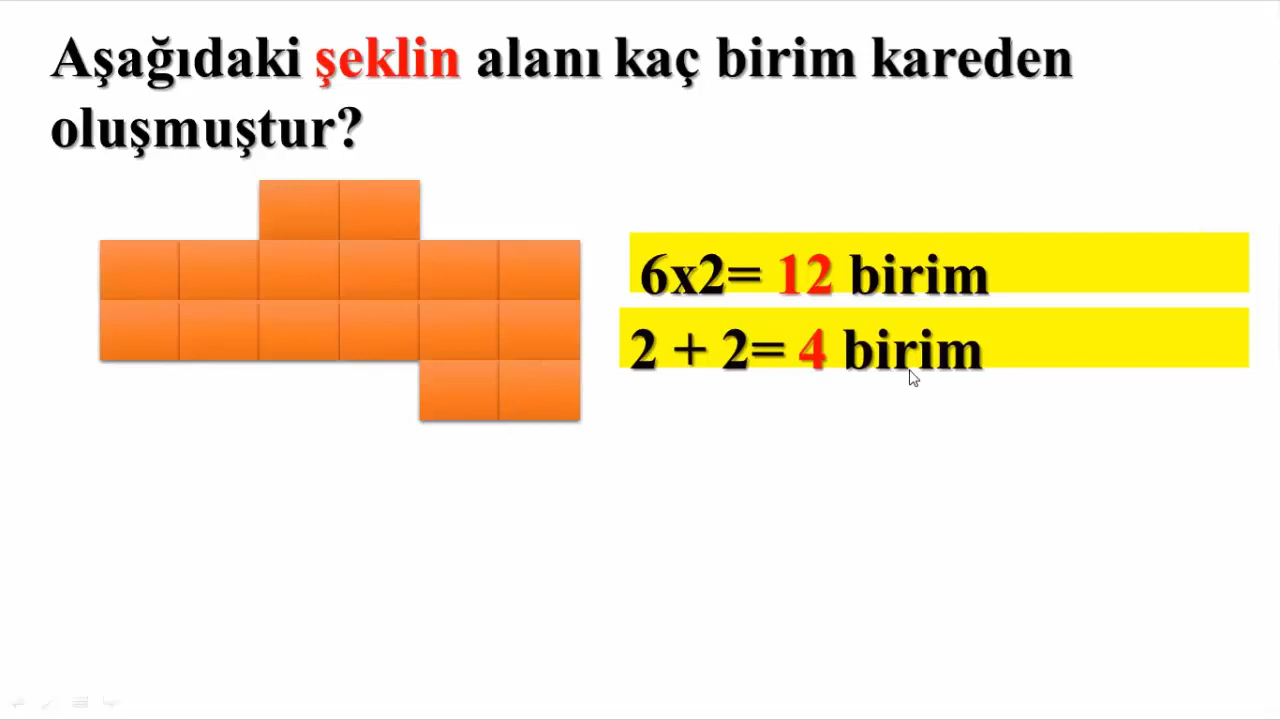 Aşağıdaki şeklin alanı kaç birim kareden
oluşmuştur?
6x2= 12 birim
2 + 2= 4 birim